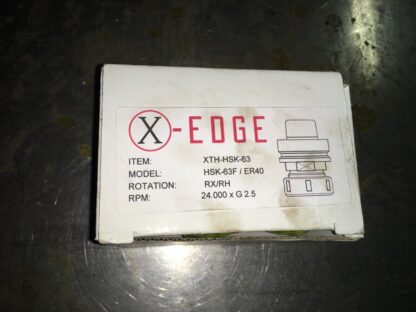 X-EDGE
ITEM: XTH-HSK-63
MODEL: HSK-63F / ER40
ROTATION: RX/RH
RPM: 24.000 x G 2.5